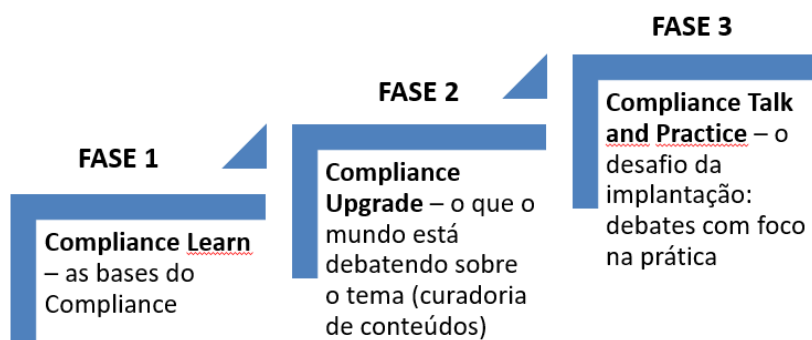 FASE 1
Compliance Learn
– as bases do
Compliance
FASE 2
Compliance
Upgrade – o que o
mundo está
debatendo sobre
o tema (curadoria
de conteúdos)
FASE 3
Compliance Talk
and Practice – o
desafio da
implantação:
debates com foco
na prática